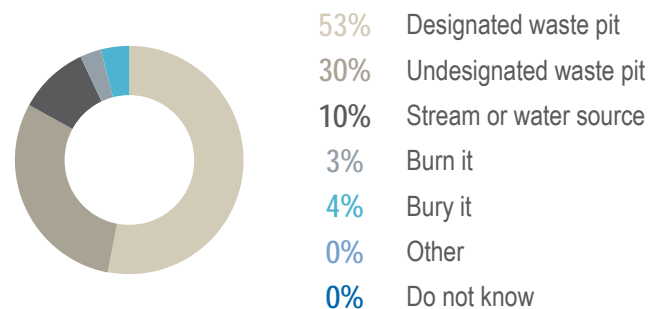 53% Designated waste pit
30% Undesignated waste pit
10% Stream or water source
3% Burn it
4% Bury it
0% Other
0% Do not know